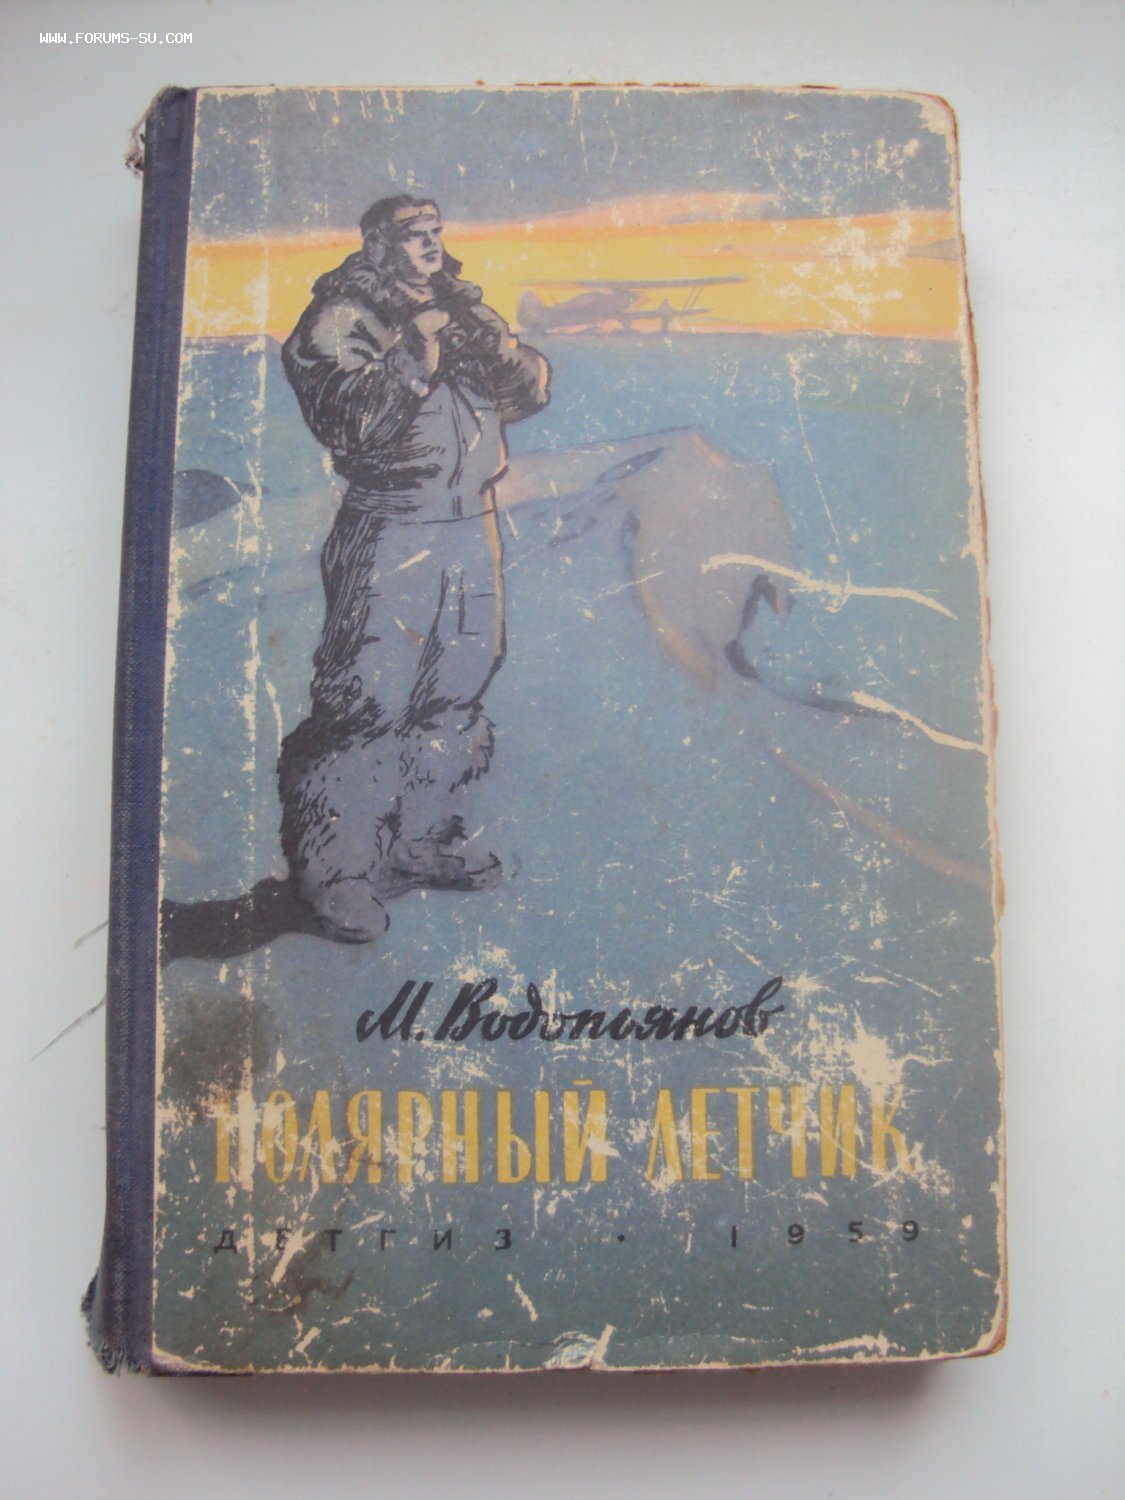 WWW.FORUMS-SU.COM
М. Водопьянов
ПОЛЯРНЫЙ ЛЕТЧИК
ДЕТГИЗ • 1959